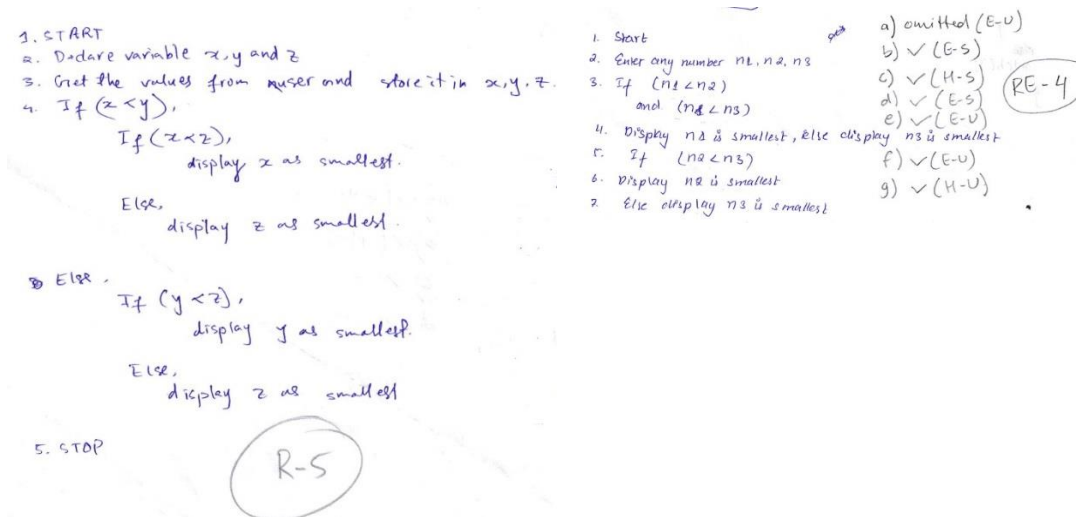 1. START
2. Declare variable x, y and z
3. Get the values from user and store it in x, y, z.
4. If (x < y),
If (x < z),
display x as smallest.
Else,
display z as smallest.
Else,
If (y < z),
display y as smallest.
Else,
display z as smallest
5. STOP
R-5
1. Start
2. Enter any number n1, n2, n3
3. If (n1 < n2)
and (n1 < n3)
4. Display n1 is smallest, Else display n3 is smallest
5. If (n2 < n3)
6. Display n2 is smallest
7. Else display n3 is smallest
a) omitted (E-U)
b) ✓ (E-S)
c) ✓ (H-S)
d) ✓ (E-S)
e) ✓ (E-U)
f) ✓ (E-U)
g) ✓ (H-U)
RE-4